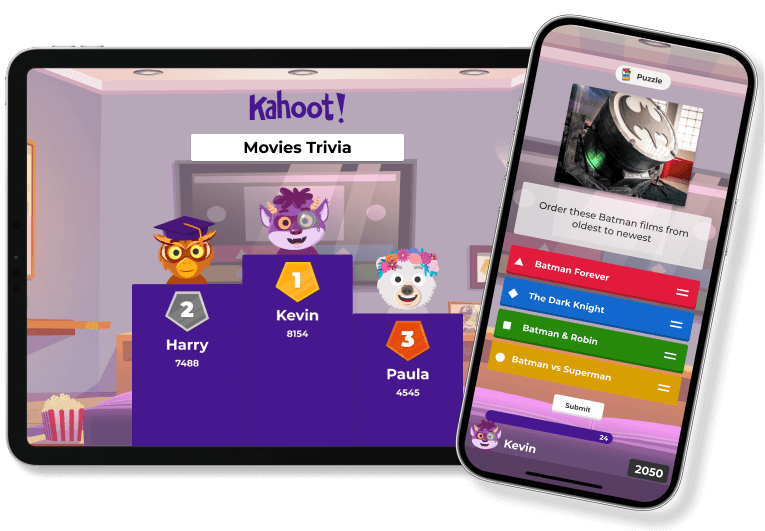 Kahoot!
Movies Trivia
1
Kevin
8154
2
Harry
7488
3
Paula
4545
Puzzle
Order these Batman films from
oldest to newest
Batman Forever
The Dark Knight
Batman & Robin
Batman vs Superman
Submit
24
Kevin
2050